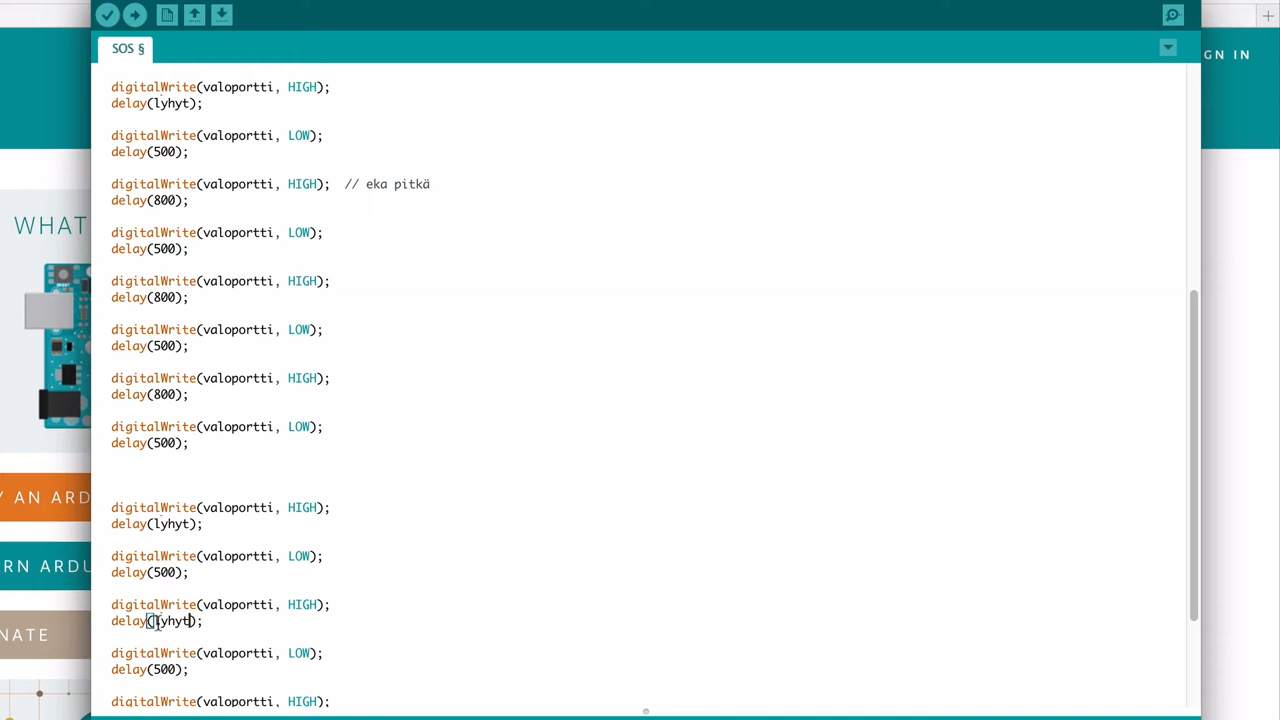 SOS §
GN IN
WHAT
digitalWrite(valoportti, HIGH);
delay(lyhyt);
digitalWrite(valoportti, LOW);
delay(500);
digitalWrite(valoportti, HIGH);  // eka pitkä
delay(800);
digitalWrite(valoportti, LOW);
delay(500);
digitalWrite(valoportti, HIGH);
delay(800);
digitalWrite(valoportti, LOW);
delay(500);
digitalWrite(valoportti, HIGH);
delay(800);
digitalWrite(valoportti, LOW);
delay(500);
Y AN ARD
digitalWrite(valoportti, HIGH);
delay(lyhyt);
digitalWrite(valoportti, LOW);
RN ARDU
delay(500);
digitalWrite(valoportti, HIGH);
delay(lyhyt);
NATE
digitalWrite(valoportti, LOW);
delay(500);
digitalWrite(valoportti, HIGH);